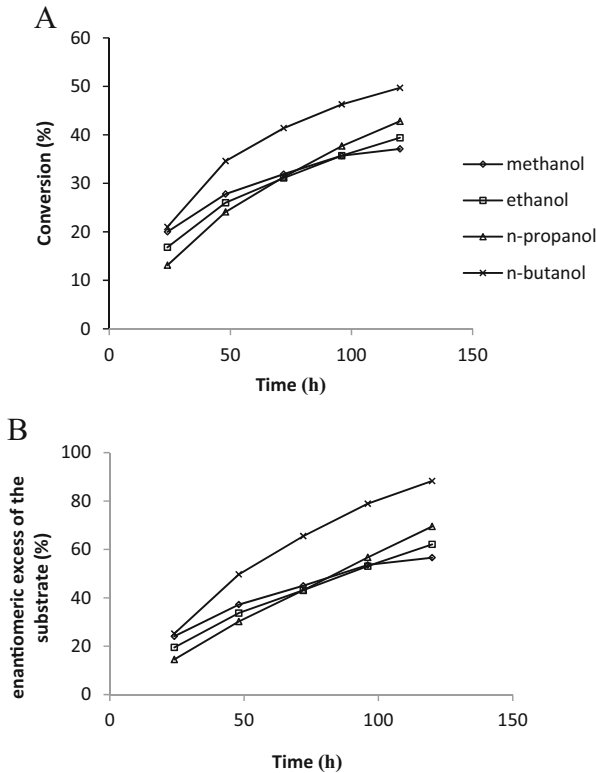 A
60
50
40
30
20
10
0
Conversion (%)
0 50 100 150
Time (h)
methanol
ethanol
n-propanol
n-butanol
B
100
80
60
40
20
0
enantiomeric excess of the
substrate (%)
0 50 100 150
Time (h)